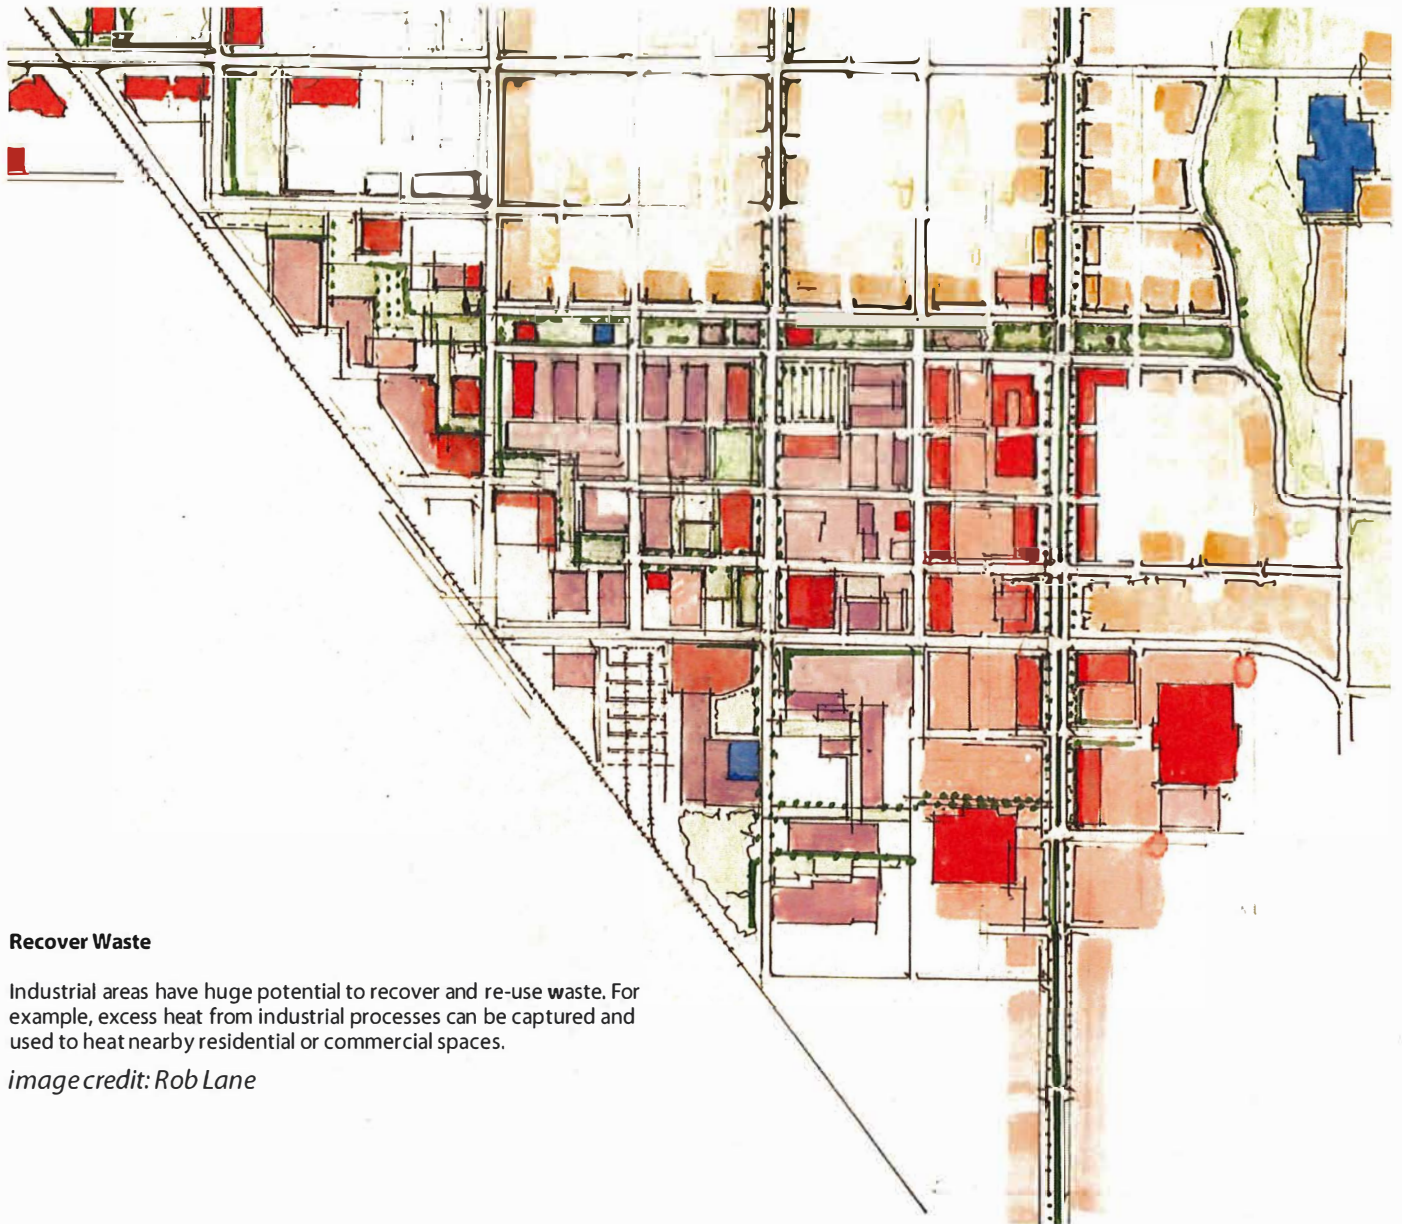 Recover Waste
Industrial areas have huge potential to recover and re-use waste. For
example, excess heat from industrial processes can be captured and
used to heat nearby residential or commercial spaces.
image credit: Rob Lane